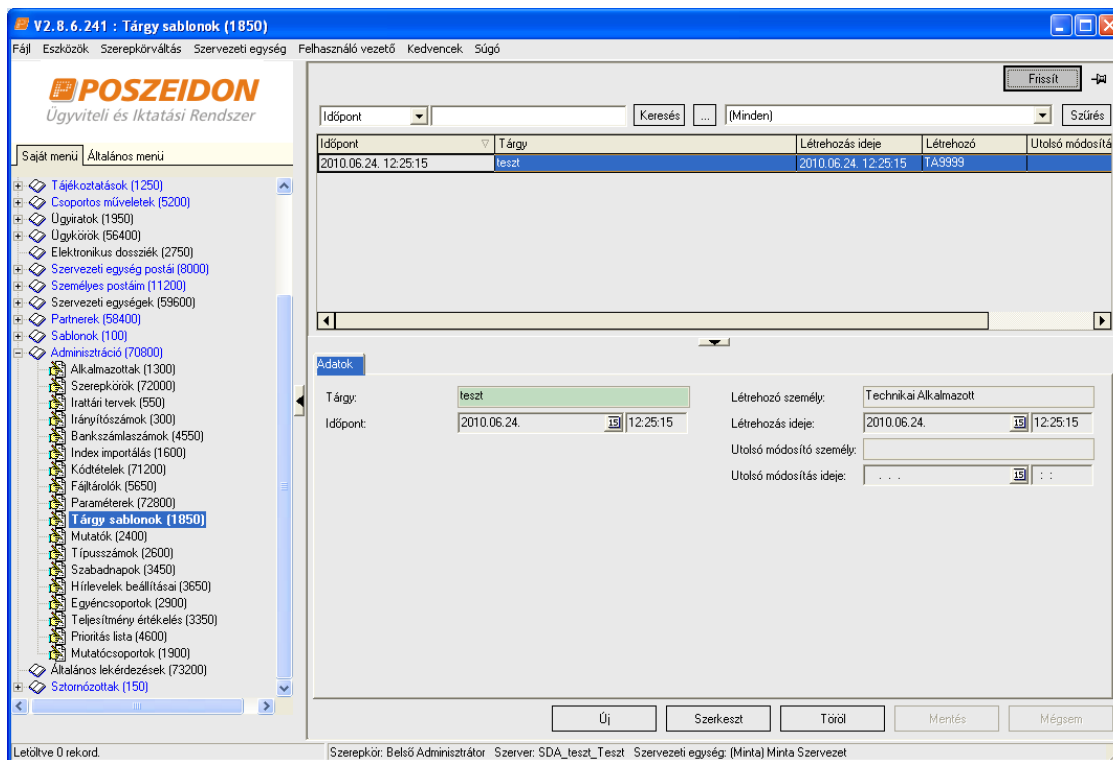 V2.8.6.241 : Tárgy sablonok (1850)
Fájl Eszközök Szerepkörváltás Szervezeti egység Felhasználó vezető Kedvencek Súgó
POSZEIDON
Ügyviteli és Iktatási Rendszer
Saját menü Általános menü
Tájékoztatások (1250)
Csoportos műveletek (5200)
Ügyiratok (1950)
Ügykörök (56400)
Elektronikus dossziék (2750)
Szervezeti egység postái (8000)
Személyes postáim (11200)
Szervezeti egységek (59600)
Partnerek (58400)
Sablonok (100)
Adminisztráció (70800)
Alkalmazottak (1300)
Szerepkörök (72000)
Irattári tervek (550)
Irányítószámok (300)
Bankszámlaszámok (4550)
Index importálás (1600)
Kódtételek (71200)
Fájltárolók (5650)
Paraméterek (72800)
Tárgy sablonok (1850)
Mutatók (2400)
Típusszámok (2600)
Szabadnapok (3450)
Hírlevelek beállításai (3650)
Egyéncsoportok (2900)
Teljesítmény értékelés (3350)
Prioritás lista (4600)
Mutatócsoportok (1900)
Általános lekérdezések (73200)
Sztornózottak (150)
Frissít
Időpont Keresés ... (Minden) Szűrés
Időpont Tárgy Létrehozás ideje Létrehozó Utolsó módosítá
2010.06.24. 12:25:15 teszt 2010.06.24. 12:25:15 TA9999
Adatok
Tárgy: teszt Létrehozó személy: Technikai Alkalmazott
Időpont: 2010.06.24. 15 12:25:15 Létrehozás ideje: 2010.06.24. 15 12:25:15
Utolsó módosító személy:
Utolsó módosítás ideje: . . . 15 : :
Új Szerkeszt Töröl Mentés Mégsem
Letöltve 0 rekord. Szerepkör: Belső Adminisztrátor Szerver: SDA_teszt_Teszt Szervezeti egység: (Minta) Minta Szervezet